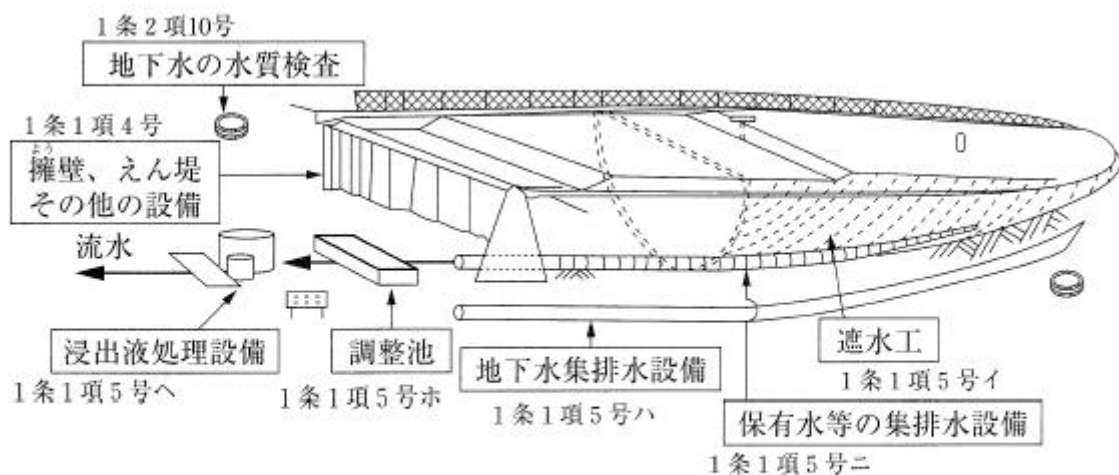 1条2項10号
地下水の水質検査
1条1項4号
よう
擁壁、えん堤
その他の設備
流水
浸出液処理設備
1条1項5号ヘ
調整池
1条1項5号ホ
地下水集排水設備
1条1項5号ハ
遮水工
1条1項5号イ
保有水等の集排水設備
1条1項5号ニ